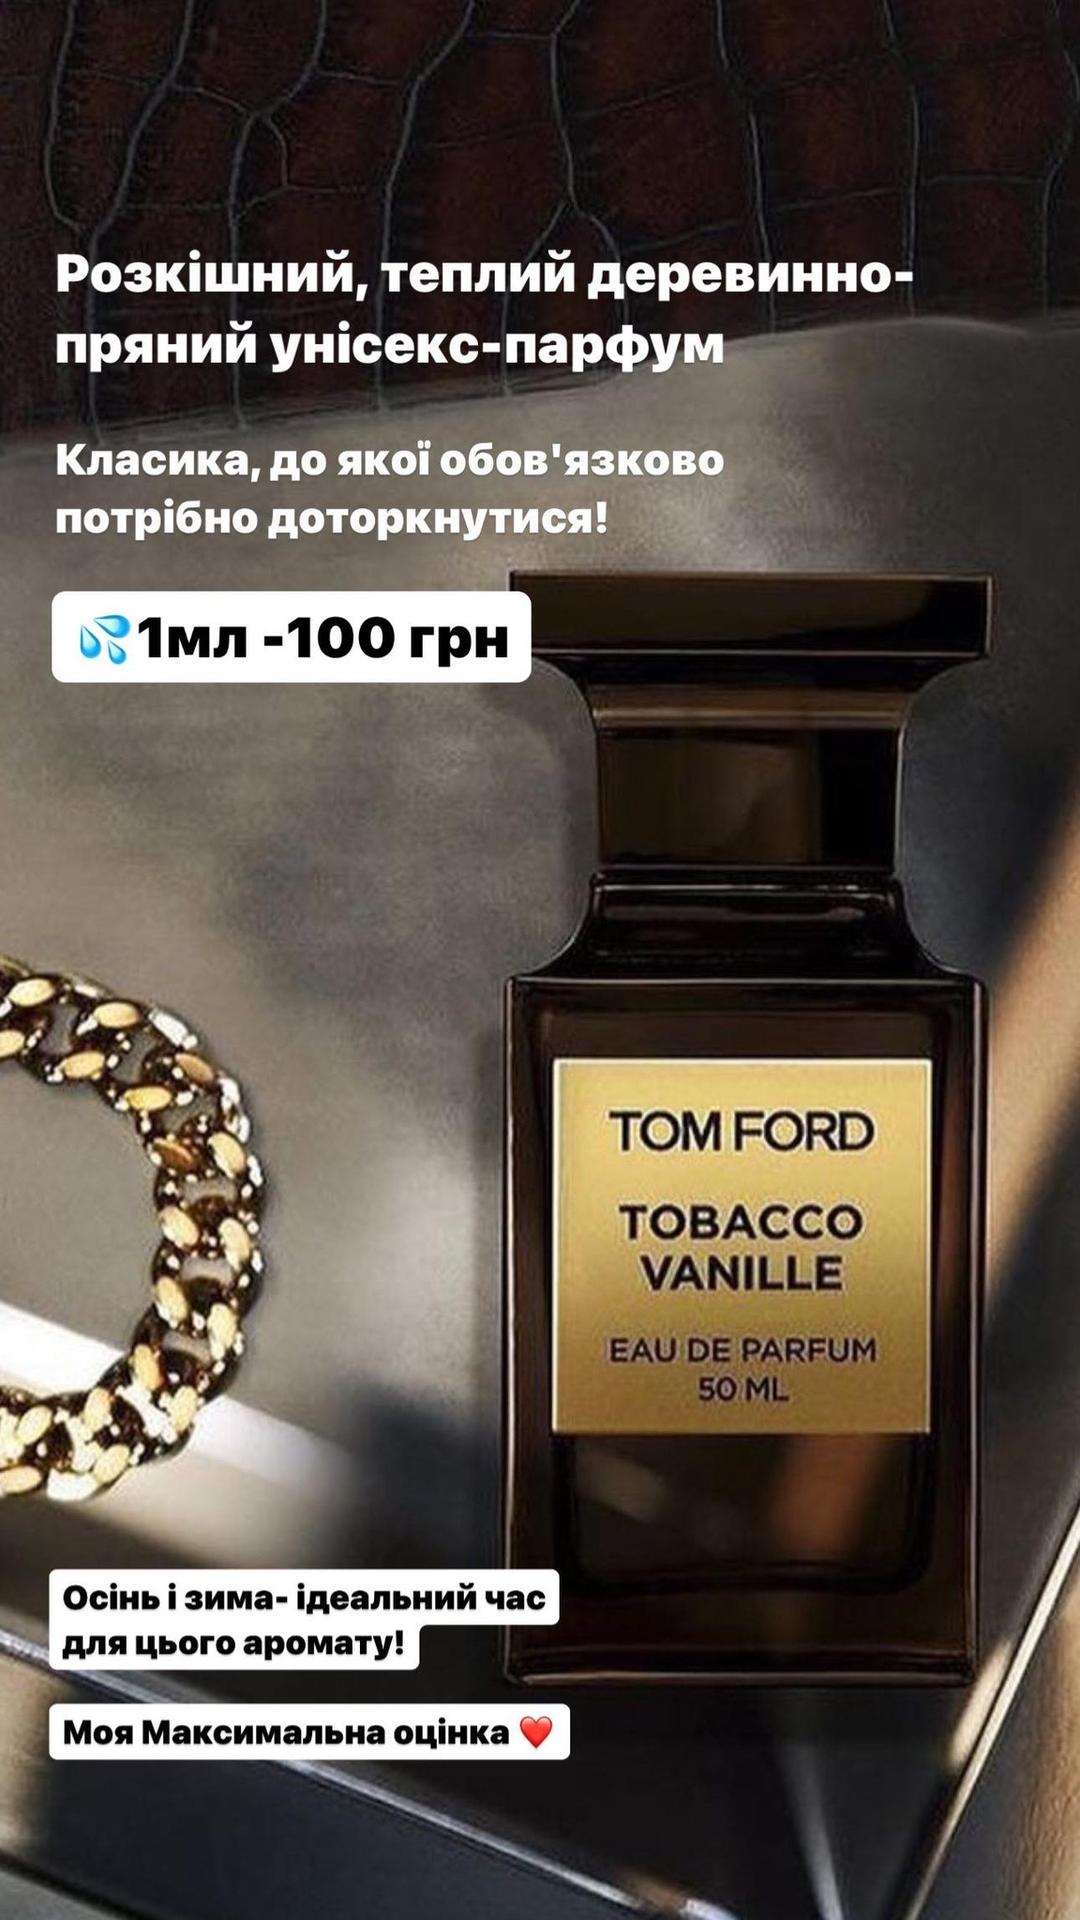 Розкішний, теплий деревинно-
пряний унісекс-парфум
Класика, до якої обов'язково
потрібно доторкнутися!
💦1мл -100 грн
TOM FORD
TOBACCO
VANILLE
EAU DE PARFUM
50 ML
Осінь і зима- ідеальний час
для цього аромату!
Моя Максимальна оцінка ❤️